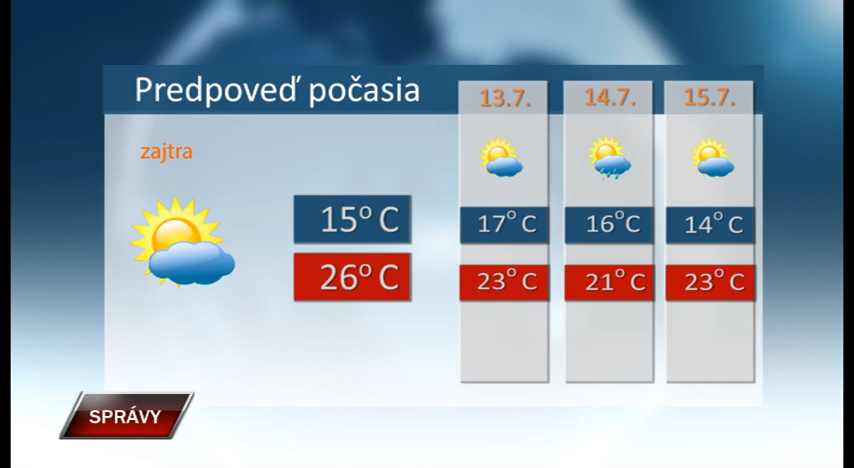 Predpoveď počasia
zajtra
15° C
26° C
13.7.
17° C
23° C
14.7.
16°C
21° C
15.7.
14° C
23° C
SPRÁVY